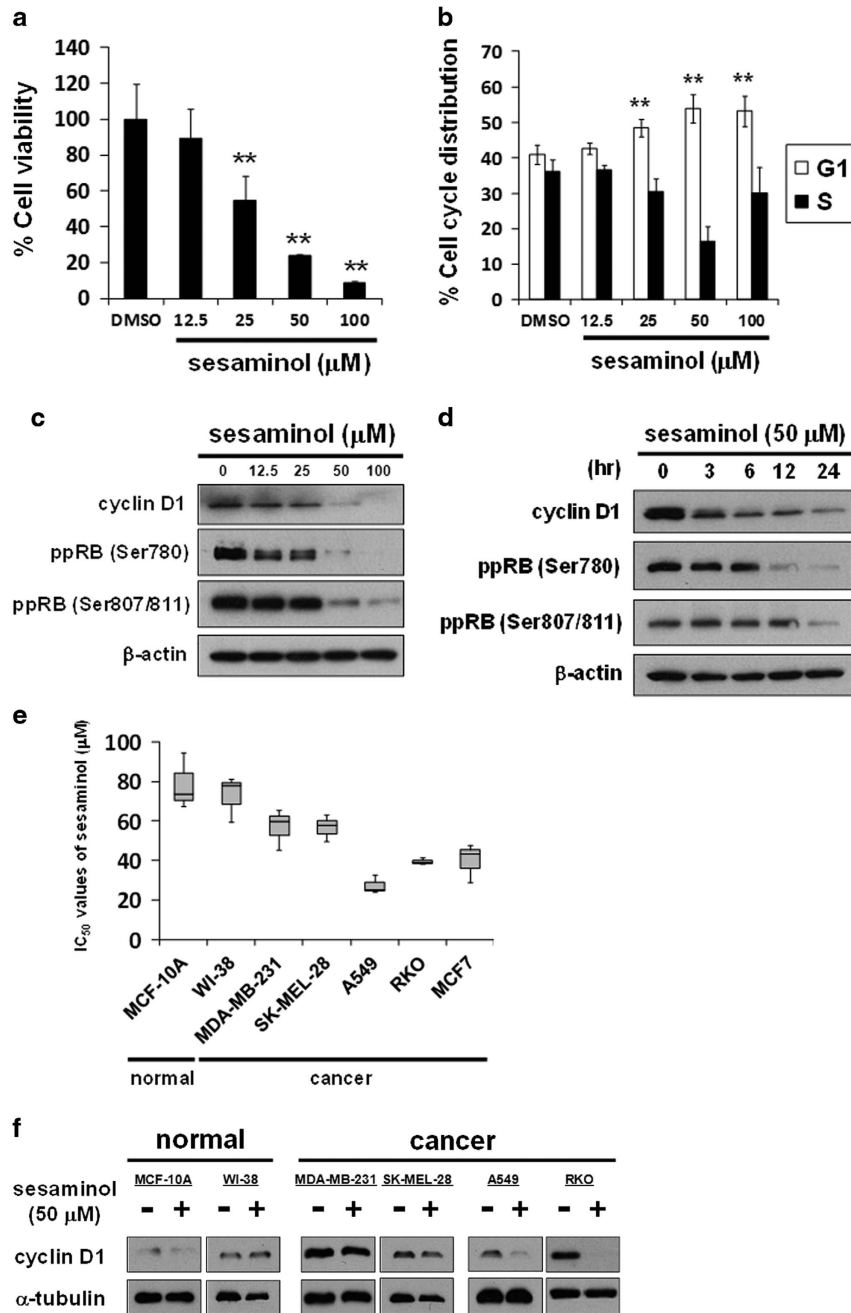 a
% Cell viability
140
120
100
80
60
40
20
0
**
**
**
DMSO 12.5 25 50 100
sesaminol (μM)
b
% Cell cycle distribution
70
60
50
40
30
20
10
0
** ** **
G1
S
DMSO 12.5 25 50 100
sesaminol (μM)
c
sesaminol (μM)
0 12.5 25 50 100
cyclin D1
ppRB (Ser780)
ppRB (Ser807/811)
β-actin
d
sesaminol (50 μM)
(hr) 0 3 6 12 24
cyclin D1
ppRB (Ser780)
ppRB (Ser807/811)
β-actin
e
IC50 values of sesaminol (μM)
100
80
60
40
20
0
MCF-10A WI-38 MDA-MB-231 SK-MEL-28 A549 RKO MCF7
normal cancer
f
normal cancer
MCF-10A WI-38 MDA-MB-231 SK-MEL-28 A549 RKO
sesaminol
(50 μM) - + - + - + - + - + - +
cyclin D1
α-tubulin